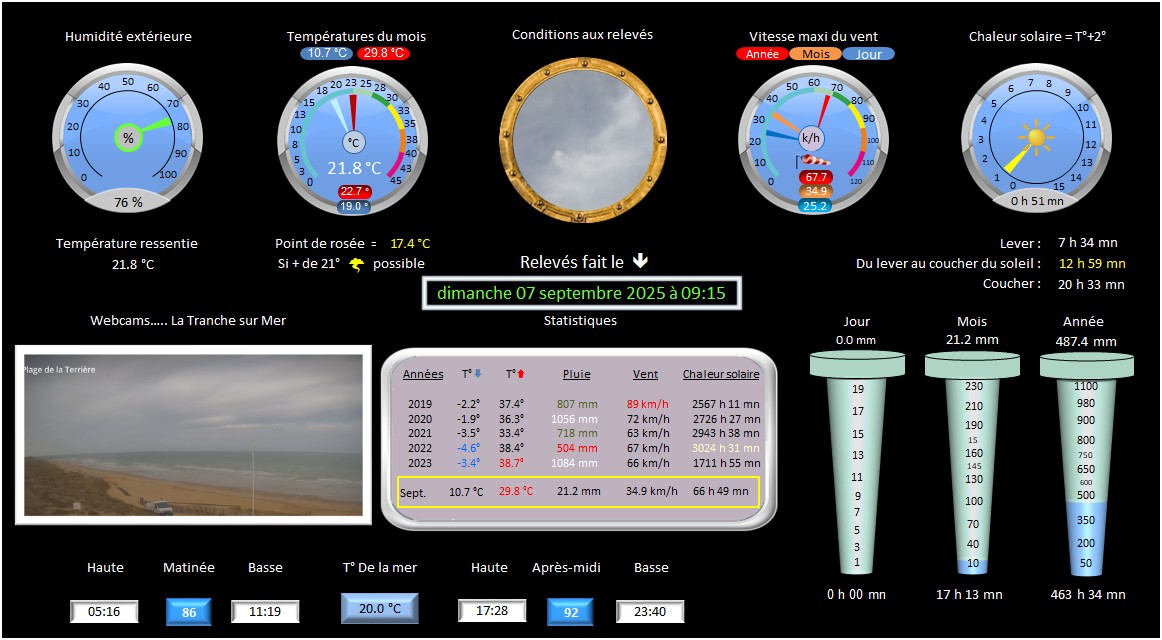 Humidité extérieure
Températures du mois
10.7 °C 29.8 °C
Conditions aux relevés
Vitesse maxi du vent
Année Mois Jour
Chaleur solaire = T°+2°
0 10 20 30 40 50 60 70 80 90 100
%
76 %
0 3 5 8 10 13 15 18 20 23 25 28 30 33 35 38 40 43 45
°C
21.8 °C
22.7 °
19.0 °
0 10 20 30 40 50 60 70 80 90 100 110 120
k/h
67.7
34.9
25.2
0 1 2 3 4 5 6 7 8 9 10 11 12 13 14 15
0 h 51 mn
Température ressentie
21.8 °C
Point de rosée = 17.4 °C
Si + de 21° possible
Relevés fait le
dimanche 07 septembre 2025 à 09:15
Lever : 7 h 34 mn
Du lever au coucher du soleil : 12 h 59 mn
Coucher : 20 h 33 mn
Webcams..... La Tranche sur Mer
Plage de la Terrière
Statistiques
Années T° T° Pluie Vent Chaleur solaire
2019 -2.2° 37.4° 807 mm 89 km/h 2567 h 11 mn
2020 -1.9° 36.3° 1056 mm 72 km/h 2726 h 27 mn
2021 -3.5° 33.4° 718 mm 63 km/h 2943 h 38 mn
2022 -4.6° 38.4° 504 mm 67 km/h 3024 h 31 mn
2023 -3.4° 38.7° 1084 mm 66 km/h 1711 h 55 mn
Sept. 10.7 °C 29.8 °C 21.2 mm 34.9 km/h 66 h 49 mn
Jour
0.0 mm
19
17
15
13
11
9
7
5
3
1
0 h 00 mn
Mois
21.2 mm
230
210
190
15
160
145
130
100
70
40
10
17 h 13 mn
Année
487.4 mm
1100
980
900
800
750
650
600
500
350
200
50
463 h 34 mn
Haute Matinée Basse
05:16 86 11:19
T° De la mer
20.0 °C
Haute Après-midi Basse
17:28 92 23:40